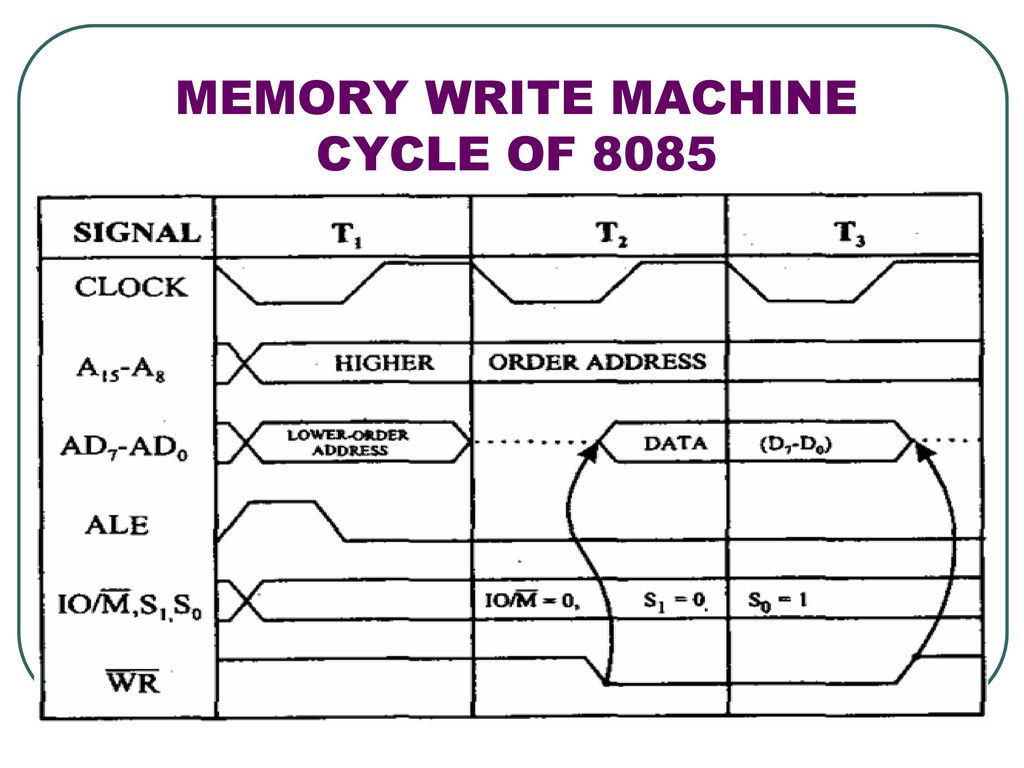 MEMORY WRITE MACHINE
CYCLE OF 8085
SIGNAL T₁ T₂ T₃
CLOCK
A₁₅-A₈ HIGHER ORDER ADDRESS
AD₇-AD₀ LOWER-ORDER
ADDRESS DATA (D₇-D₀)
ALE
IO/M̅,S₁,S₀ IO/M̅ = 0, S₁ = 0. S₀ = 1
W̅R̅